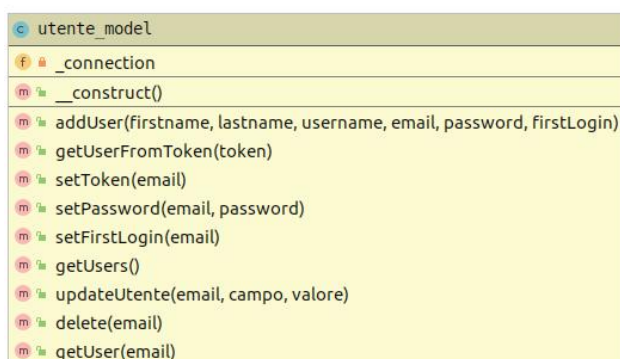 c utente_model
f _connection
m __construct()
m addUser(firstname, lastname, username, email, password, firstLogin)
m getUserFromToken(token)
m setToken(email)
m setPassword(email, password)
m setFirstLogin(email)
m getUsers()
m updateUtente(email, campo, valore)
m delete(email)
m getUser(email)